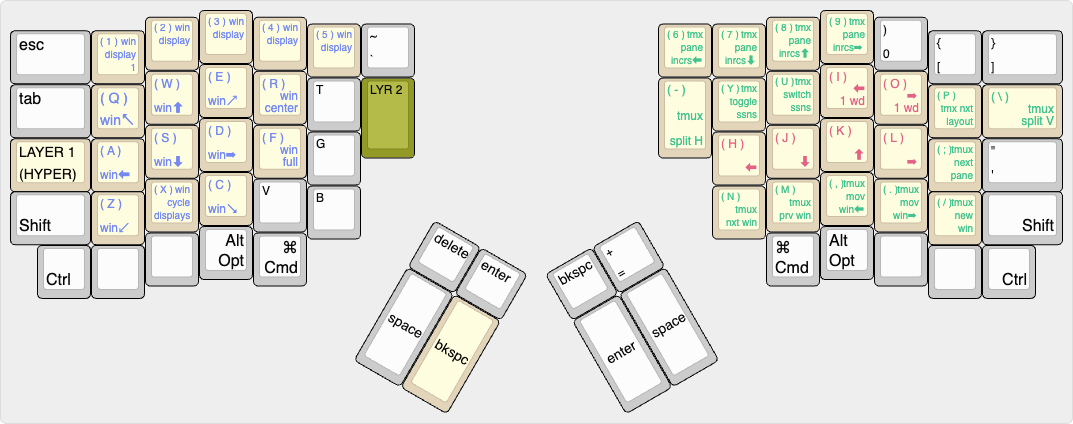 esc
( 1 ) win
display
1
( 2 ) win
display
( 3 ) win
display
( 4 ) win
display
( 5 ) win
display
~
`
( 6 ) tmx
pane
incrs⬅
( 7 ) tmx
pane
inrcs⬇
( 8 ) tmx
pane
inrcs⬆
( 9 ) tmx
pane
inrcs➡
)
0
{
[
}
]
tab
( Q )
win↖
( W )
win⬆
( E )
win↗
( R )
win
center
T
LYR 2
( - )
tmux
split H
( Y ) tmx
toggle
ssns
( U ) tmx
switch
ssns
( I )
⬅
1 wd
( O )
➡
1 wd
( P )
tmx nxt
layout
( \ )
tmux
split V
LAYER 1
(HYPER)
( A )
win⬅
( S )
win⬇
( D )
win➡
( F )
win
full
G
( H )
⬅
( J )
⬇
( K )
⬆
( L )
➡
( ; )tmux
next
pane
"
'
Shift
( Z )
win↙
( X ) win
cycle
displays
( C )
win↘
V
B
( N )
tmux
nxt win
( M )
tmux
prv win
( , )tmux
mov
win⬅
( . )tmux
mov
win➡
( / )tmux
new
win
Shift
Ctrl
Alt
Opt
⌘
Cmd
⌘
Cmd
Alt
Opt
Ctrl
delete
enter
space
bkspc
bkspc
+
=
enter
space